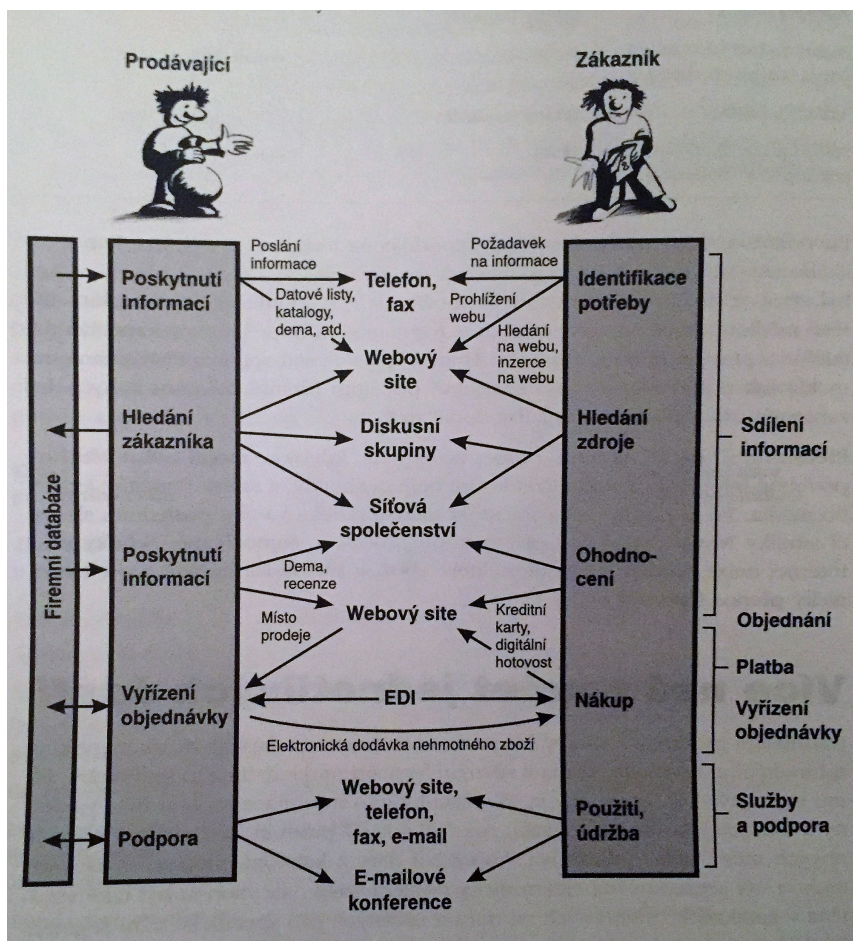 Prodávající
Zákazník
Firemní databáze
Poskytnutí
informací
Poslání
informace
Datové listy,
katalogy,
dema, atd.
Telefon,
fax
Požadavek
na informace
Prohlížení
webu
Hledání
na webu,
inzerce
na webu
Identifikace
potřeby
Webový
site
Hledání
zákazníka
Diskusní
skupiny
Hledání
zdroje
Sdílení
informací
Síťová
společenství
Poskytnutí
informací
Dema,
recenze
Ohodno-
cení
Webový site
Místo
prodeje
Kreditní
karty,
digitální
hotovost
Objednání
Platba
Vyřízení
objednávky
EDI
Nákup
Vyřízení
objednávky
Elektronická dodávka nehmotného zboží
Webový site,
telefon,
fax, e-mail
Podpora
Použití,
údržba
Služby
a podpora
E-mailové
konference